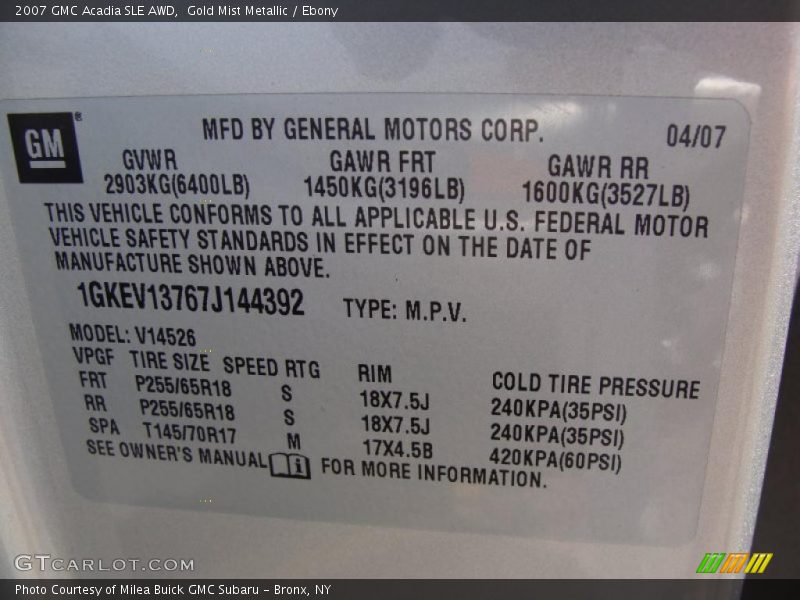 2007 GMC Acadia SLE AWD,  Gold Mist Metallic / Ebony
GM®
MFD BY GENERAL MOTORS CORP.
04/07
GVWR GAWR FRT GAWR RR
2903KG(6400LB) 1450KG(3196LB) 1600KG(3527LB)
THIS VEHICLE CONFORMS TO ALL APPLICABLE U.S. FEDERAL MOTOR
VEHICLE SAFETY STANDARDS IN EFFECT ON THE DATE OF
MANUFACTURE SHOWN ABOVE.
1GKEV13767J144392 TYPE: M.P.V.
MODEL: V14526
VPGF TIRE SIZE SPEED RTG RIM COLD TIRE PRESSURE
FRT P255/65R18 S 18X7.5J 240KPA(35PSI)
RR P255/65R18 S 18X7.5J 240KPA(35PSI)
SPA T145/70R17 M 17X4.5B 420KPA(60PSI)
SEE OWNER'S MANUAL i FOR MORE INFORMATION.
GTCARLOT.COM
Photo Courtesy of Milea Buick GMC Subaru – Bronx, NY